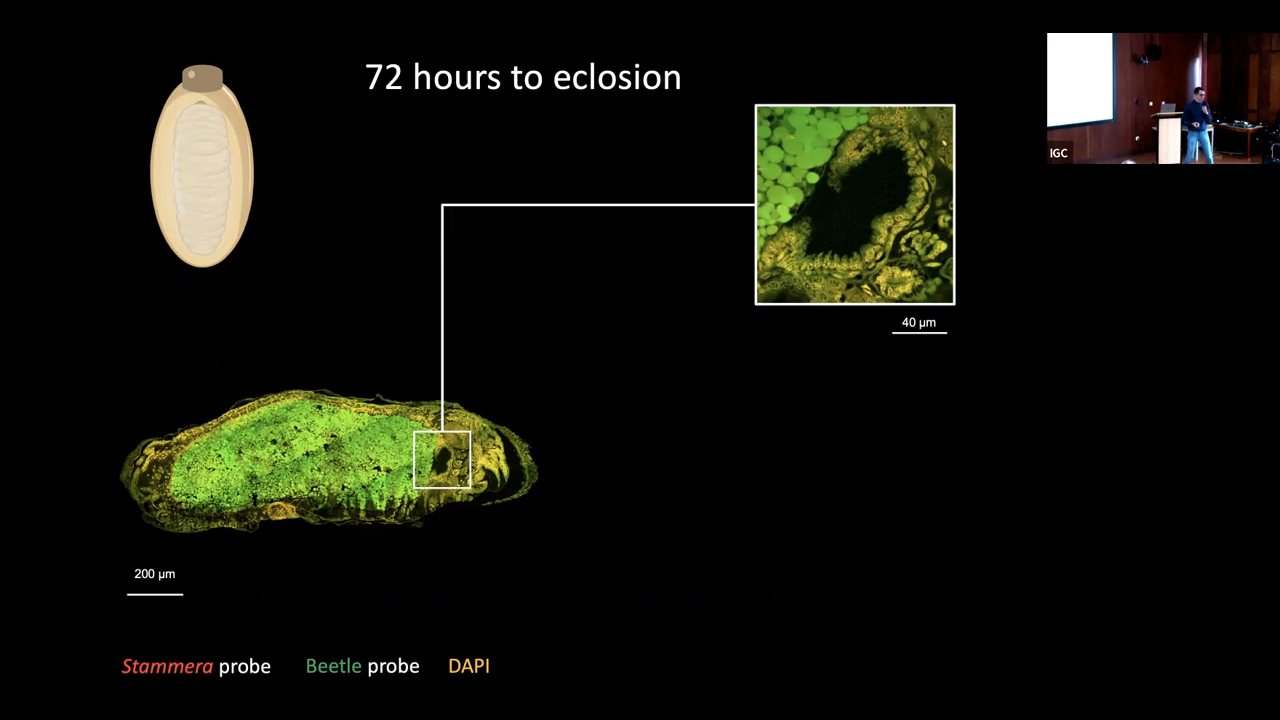 72 hours to eclosion
IGC
40 µm
200 µm
Stammera probe Beetle probe DAPI